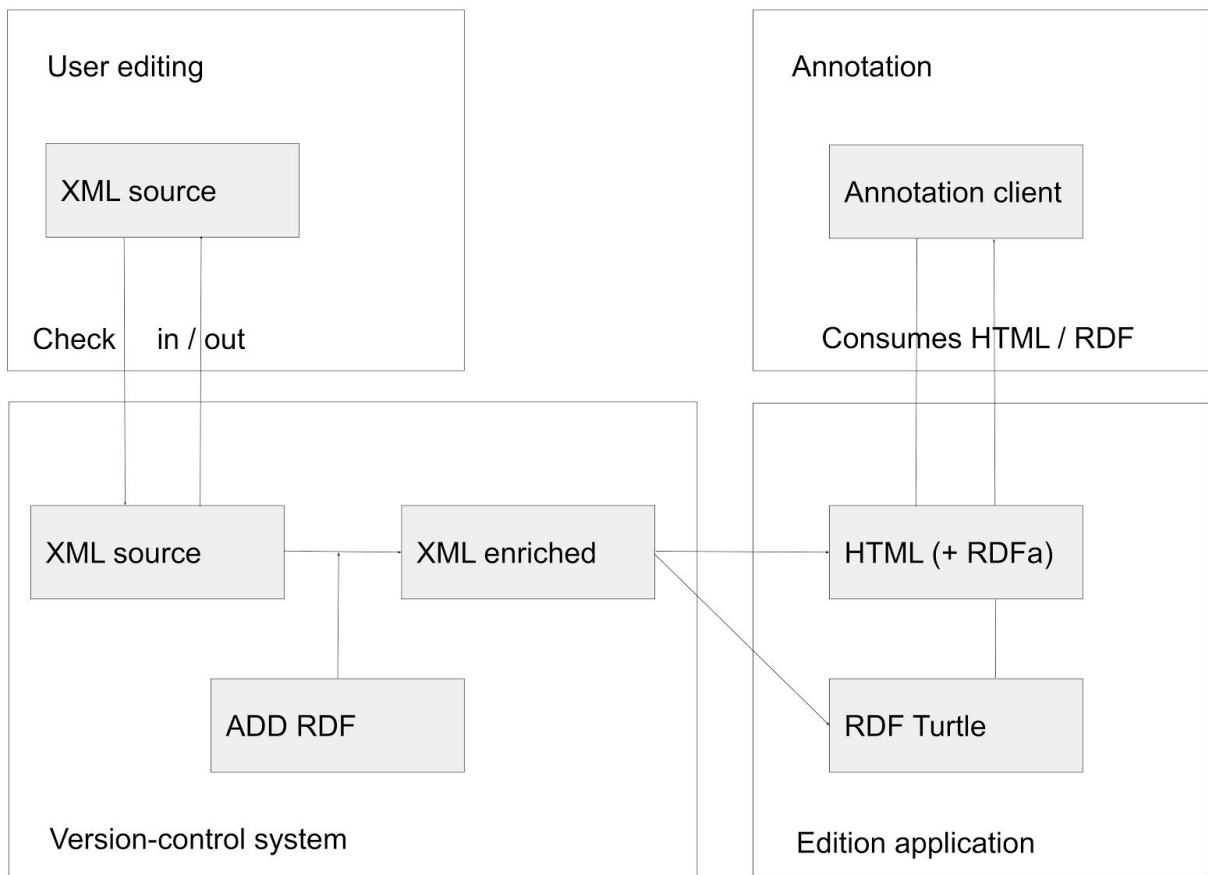 User editing
XML source
Check in / out
Annotation
Annotation client
Consumes HTML / RDF
XML source
XML enriched
ADD RDF
Version-control system
HTML (+ RDFa)
RDF Turtle
Edition application